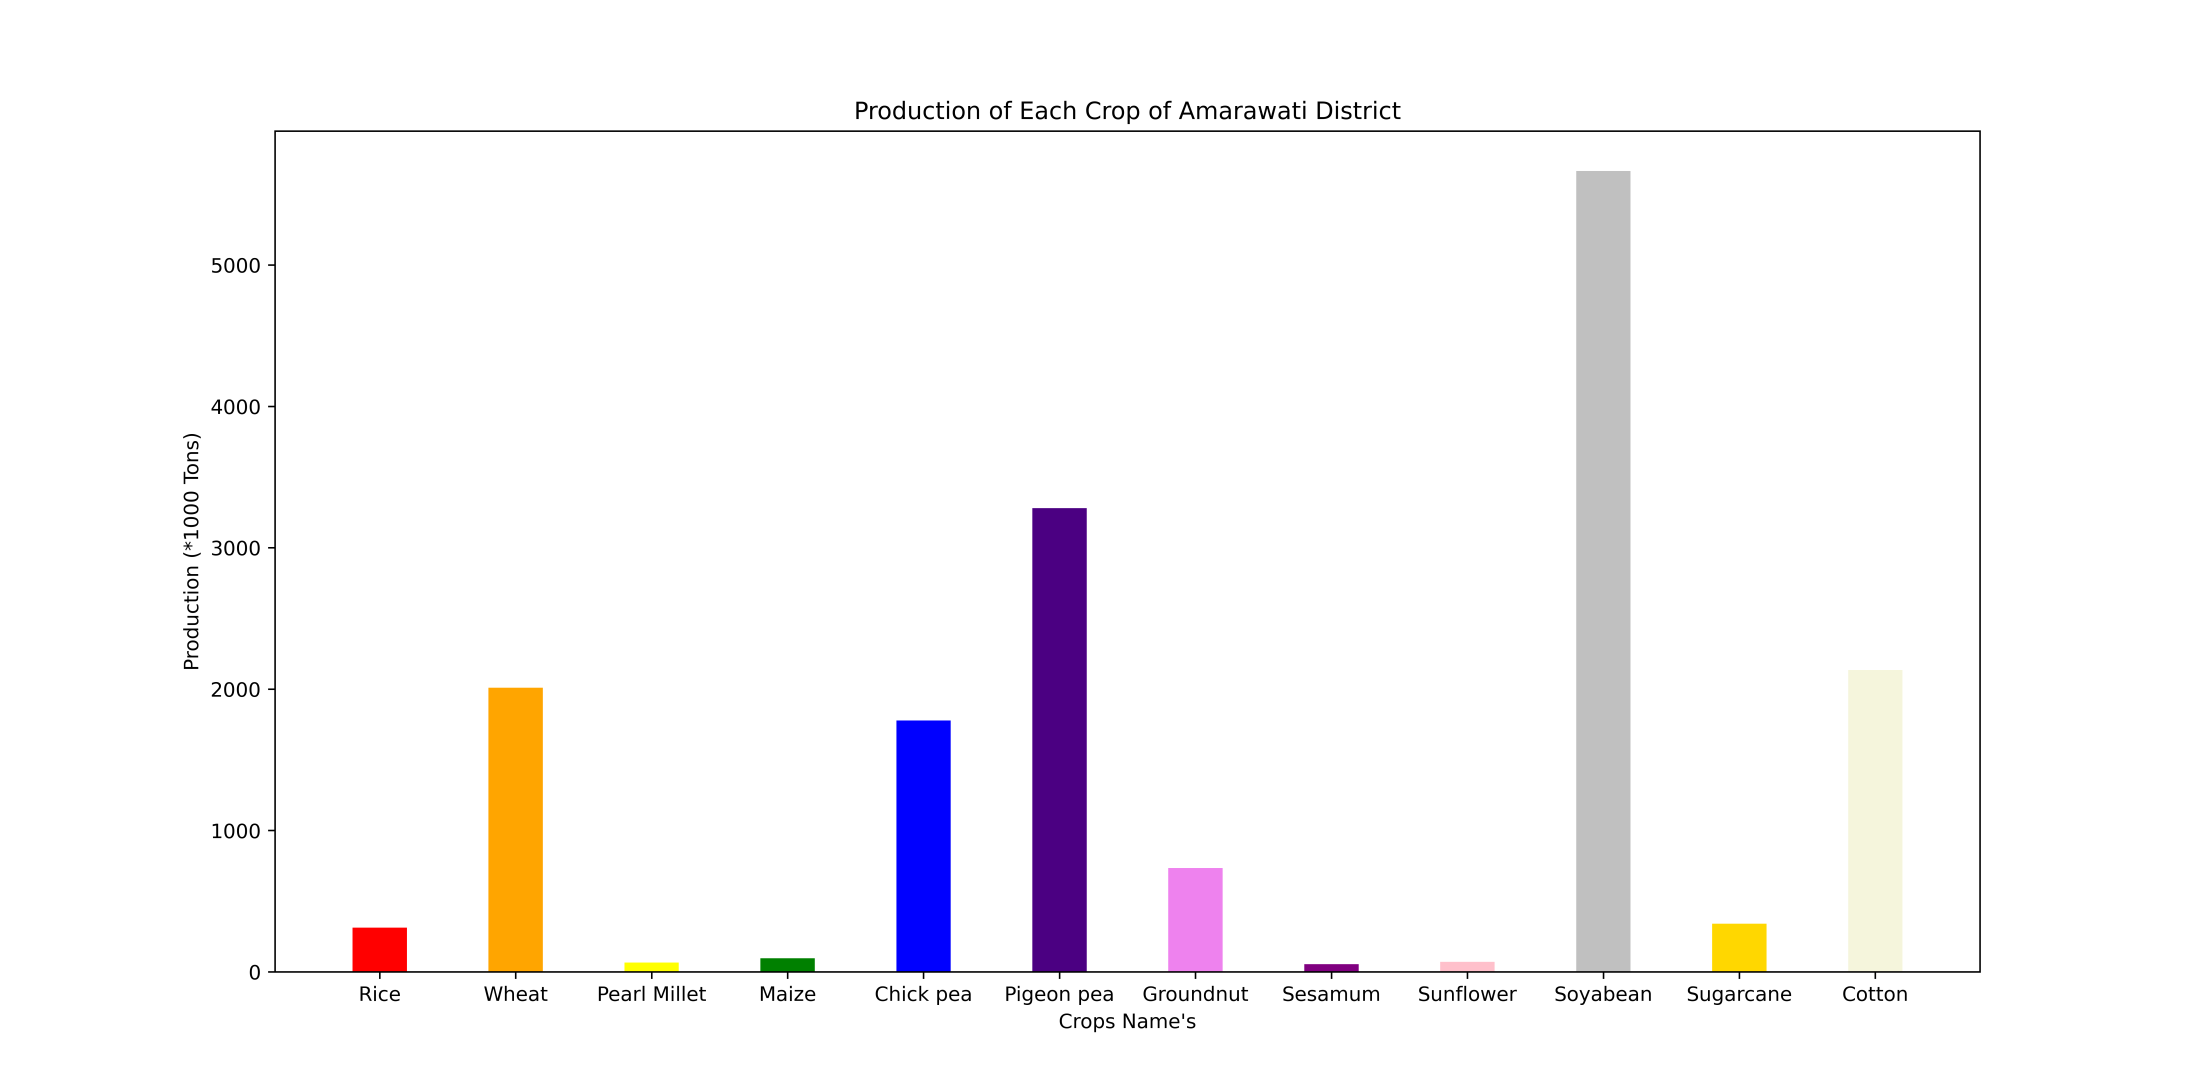 Production of Each Crop of Amarawati District
Production (*1000 Tons)
5000
4000
3000
2000
1000
0
Rice Wheat Pearl Millet Maize Chick pea Pigeon pea Groundnut Sesamum Sunflower Soyabean Sugarcane Cotton
Crops Name's